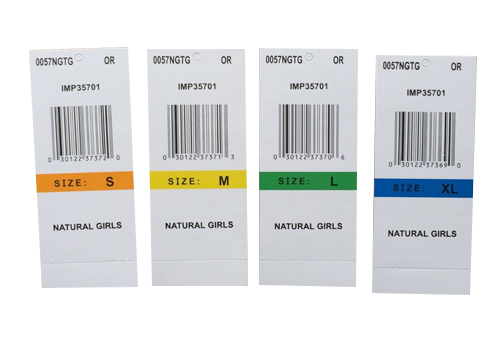 0057NGTG OR
IMP35701
0 30122 37372 0
SIZE: S
NATURAL GIRLS
0057NGTG OR
IMP35701
0 30122 37371 3
SIZE: M
NATURAL GIRLS
0057NGTG OR
IMP35701
0 30122 37370 6
SIZE: L
NATURAL GIRLS
0057NGTG OR
IMP35701
0 30122 37369 0
SIZE: XL
NATURAL GIRLS